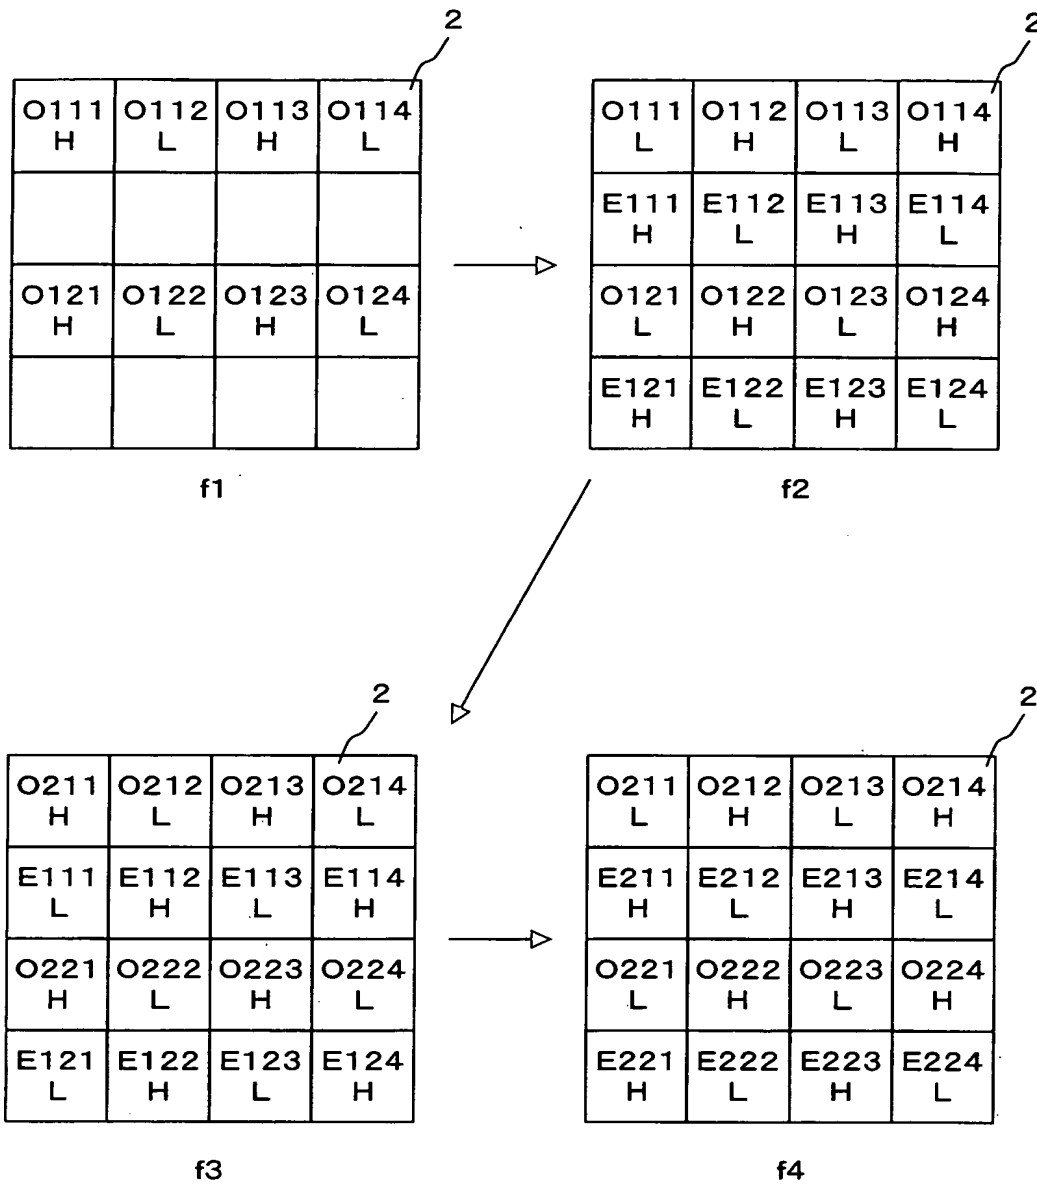 2
O111 O112 O113 O114
H L H L
O121 O122 O123 O124
H L H L
f1
2
O111 O112 O113 O114
L H L H
E111 E112 E113 E114
H L H L
O121 O122 O123 O124
L H L H
E121 E122 E123 E124
H L H L
f2
2
O211 O212 O213 O214
H L H L
E111 E112 E113 E114
L H L H
O221 O222 O223 O224
H L H L
E121 E122 E123 E124
L H L H
f3
2
O211 O212 O213 O214
L H L H
E211 E212 E213 E214
H L H L
O221 O222 O223 O224
L H L H
E221 E222 E223 E224
H L H L
f4